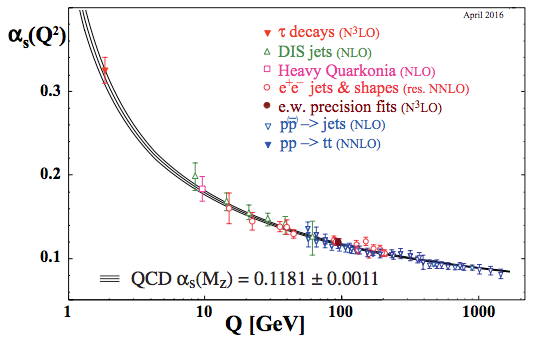 April 2016
αs(Q²)
τ decays (N³LO)
DIS jets (NLO)
Heavy Quarkonia (NLO)
e⁺e⁻ jets & shapes (res. NNLO)
e.w. precision fits (N³LO)
pp̄ –> jets (NLO)
pp –> tt (NNLO)
0.3
0.2
0.1
QCD αs(Mz) = 0.1181 ± 0.0011
1
10
100
1000
Q [GeV]